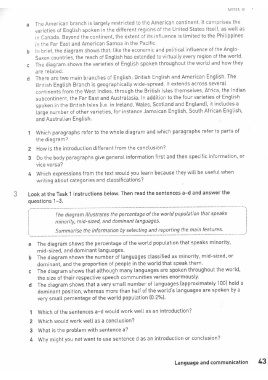 Unit 5
a The American branch is largely restricted to the American continent. It comprises the
varieties of English spoken in the different regions of the United States itself, as well as
in Canada. Beyond the continent, the extent of its influence is limited to the Philippines
in the Far East and American Samoa in the Pacific.
b In brief, the diagram shows that, like the economic and political influence of the Anglo-
Saxon countries, the reach of English has extended to virtually every region of the world.
c The diagram shows the varieties of English spoken throughout the world and how they
are related.
d There are two main branches of English, British English and American English. The
British English Branch is geographically wide-spread. It extends across several
continents from the West Indies, through the British Isles themselves, Africa, the Indian
subcontinent, the Far East and Australasia. In addition to the four varieties of English
spoken in the British Isles (i.e. in Ireland, Wales, Scotland and England), it includes a
large number of other varieties, for instance Jamaican English, South African English,
and Australian English.
1 Which paragraphs refer to the whole diagram and which paragraphs refer to parts of
the diagram?
2 How is the introduction different from the conclusion?
3 Do the body paragraphs give general information first and then specific information, or
vice versa?
4 Which expressions from the text would you learn because they will be useful when
writing about categories and classifications?
3 Look at the Task 1 instructions below. Then read the sentences a–d and answer the
questions 1–3.
The diagram illustrates the percentage of the world population that speaks
minority, mid-sized, and dominant languages.
Summarise the information by selecting and reporting the main features.
a The diagram shows the percentage of the world population that speaks minority,
mid-sized, and dominant languages.
b The diagram shows the number of languages classified as minority, mid-sized, or
dominant, and the proportion of people in the world that speak them.
c The diagram shows that although many languages are spoken throughout the world,
the size of their respective speech communities varies enormously.
d The diagram shows that a very small number of languages (approximately 100) hold a
dominant position, whereas more than half of the world's languages are spoken by a
very small percentage of the world population (0.2%).
1 Which of the sentences a–d would work well as an introduction?
2 Which would work well as a conclusion?
3 What is the problem with sentence a?
4 Why might you not want to use sentence d as an introduction or conclusion?
Language and communication 43